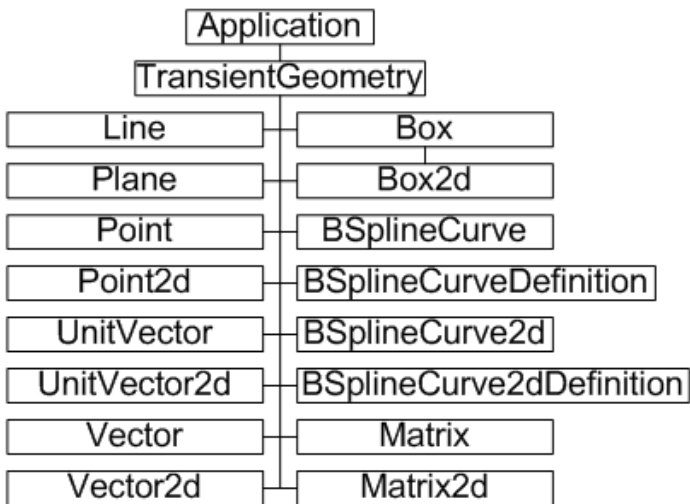 Application
TransientGeometry
Line
Box
Plane
Box2d
Point
BSplineCurve
Point2d
BSplineCurveDefinition
UnitVector
BSplineCurve2d
UnitVector2d
BSplineCurve2dDefinition
Vector
Matrix
Vector2d
Matrix2d